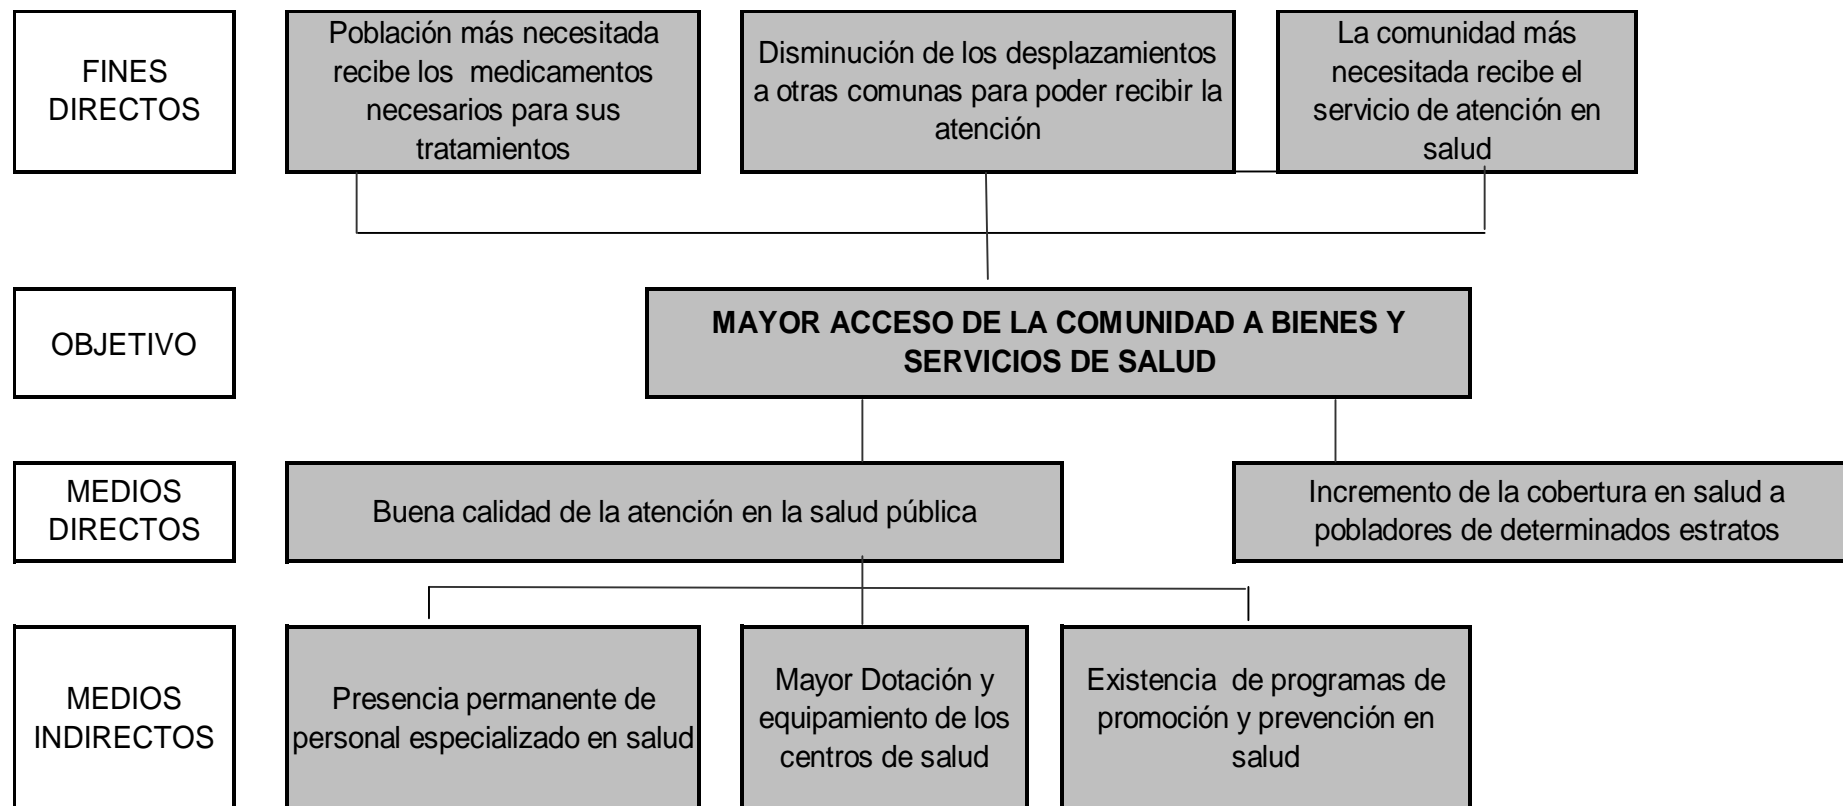 FINES
DIRECTOS
Población más necesitada
recibe los medicamentos
necesarios para sus
tratamientos
Disminución de los desplazamientos
a otras comunas para poder recibir la
atención
La comunidad más
necesitada recibe el
servicio de atención en
salud
OBJETIVO
MAYOR ACCESO DE LA COMUNIDAD A BIENES Y
SERVICIOS DE SALUD
MEDIOS
DIRECTOS
Buena calidad de la atención en la salud pública
Incremento de la cobertura en salud a
pobladores de determinados estratos
MEDIOS
INDIRECTOS
Presencia permanente de
personal especializado en salud
Mayor Dotación y
equipamiento de los
centros de salud
Existencia de programas de
promoción y prevención en
salud